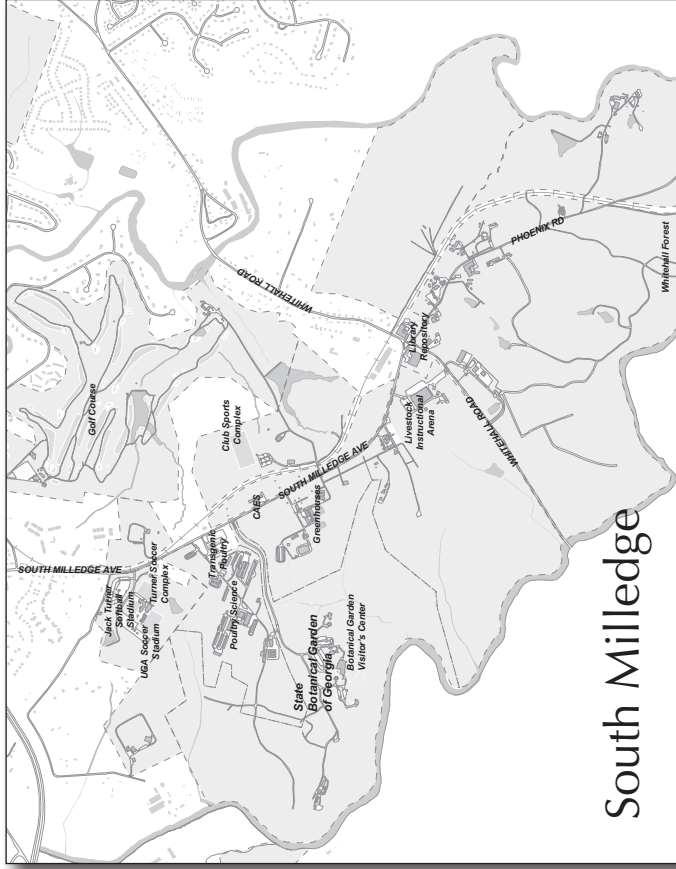 SOUTH MILLEDGE AVE
Jack Turner
Softball
Stadium
Turner Soccer
Complex
UGA Soccer
Stadium
Golf Course
Club Sports
Complex
WHITEHALL ROAD
CAES
SOUTH MILLEDGE AVE
Greenhouses
Transgenic
Poultry
Poultry Science
State
Botanical Garden
of Georgia
Botanical Garden
Visitor's Center
Livestock
Instructional
Arena
Library
Repository
PHOENIX RD
WHITEHALL ROAD
Whitehall Forest
South Milledge